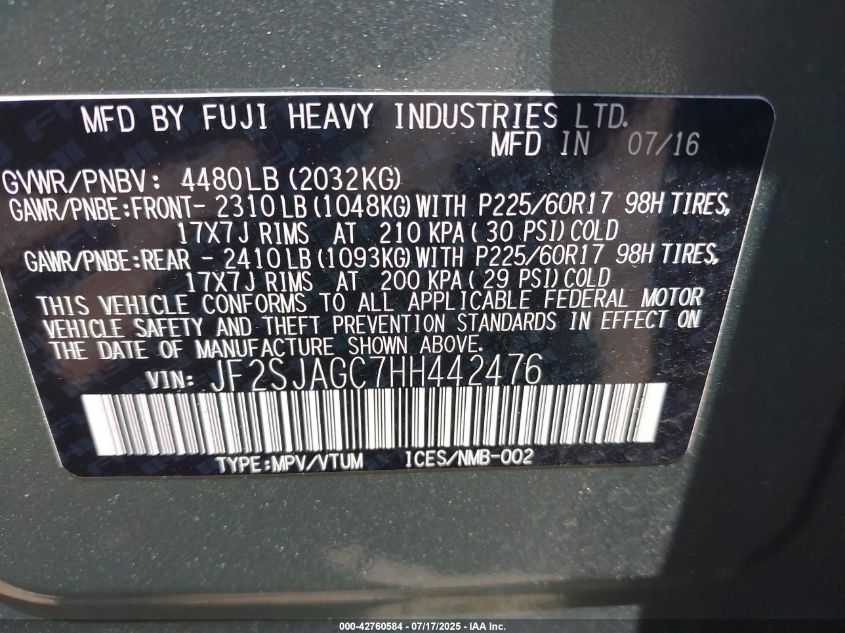 MFD BY FUJI HEAVY INDUSTRIES LTD.
MFD IN 07/16
GVWR/PNBV: 4480LB (2032KG)
GAWR/PNBE:FRONT- 2310LB (1048KG) WITH P225/60R17 98H TIRES,
17X7J RIMS AT 210 KPA ( 30 PSI) COLD
GAWR/PNBE:REAR - 2410LB (1093KG) WITH P225/60R17 98H TIRES,
17X7J RIMS AT 200 KPA ( 29 PSI) COLD
THIS VEHICLE CONFORMS TO ALL APPLICABLE FEDERAL MOTOR
VEHICLE SAFETY AND THEFT PREVENTION STANDARDS IN EFFECT ON
THE DATE OF MANUFACTURE SHOWN ABOVE.
VIN: JF2SJAGC7HH442476
TYPE:MPV/VTUM ICES/NMB-002
000-42760584 - 07/17/2025 - IAA Inc.